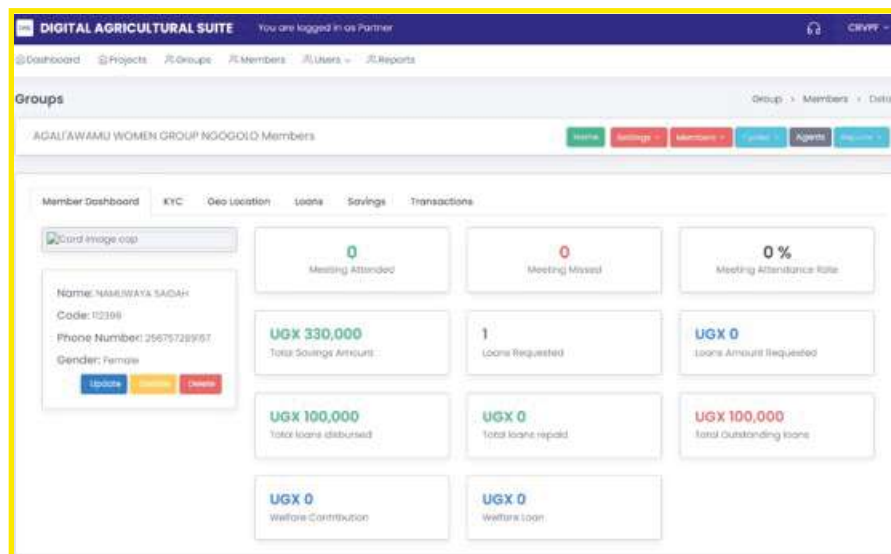 DIGITAL AGRICULTURAL SUITE You are logged in as Partner
Dashboard Projects Groups Members Users Reports
Groups
Group > Members >
AGALI'AWAMU WOMEN GROUP NGOGOLO Members
Home Settings Members Agents
Member Dashboard KYC Geo Location Loans Savings Transactions
Card image cap
Name: NAMUWAYA SAIDAH
Code: 112399
Phone Number:
Gender: Female
Update Delete
0
Meeting Attended
0
Meeting Missed
0 %
Meeting Attendance Rate
UGX 330,000
Total Savings Amount
1
Loans Requested
UGX 0
Loans Amount Requested
UGX 100,000
Total loans disbursed
UGX 0
Total loans repaid
UGX 100,000
Total Outstanding loans
UGX 0
Welfare Contribution
UGX 0
Welfare Loan